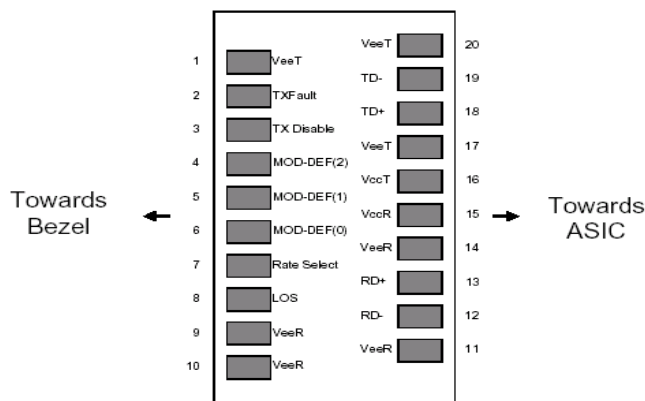 VeeT 20
1 VeeT
TD- 19
2 TXFault
TD+ 18
3 TX Disable
VeeT 17
4 MOD-DEF(2)
VccT 16
5 MOD-DEF(1)
Towards
Bezel
VccR 15
Towards
ASIC
6 MOD-DEF(0)
VeeR 14
7 Rate Select
RD+ 13
8 LOS
RD- 12
9 VeeR
VeeR 11
10 VeeR